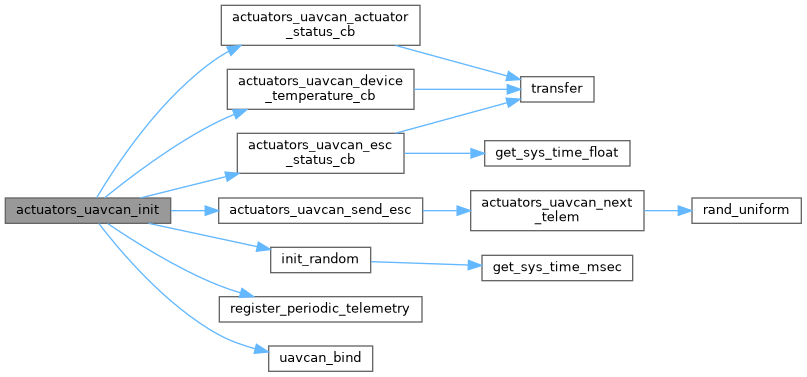 actuators_uavcan_actuator
_status_cb
actuators_uavcan_device
_temperature_cb
transfer
actuators_uavcan_esc
_status_cb
get_sys_time_float
actuators_uavcan_init
actuators_uavcan_send_esc
actuators_uavcan_next
_telem
rand_uniform
init_random
get_sys_time_msec
register_periodic_telemetry
uavcan_bind